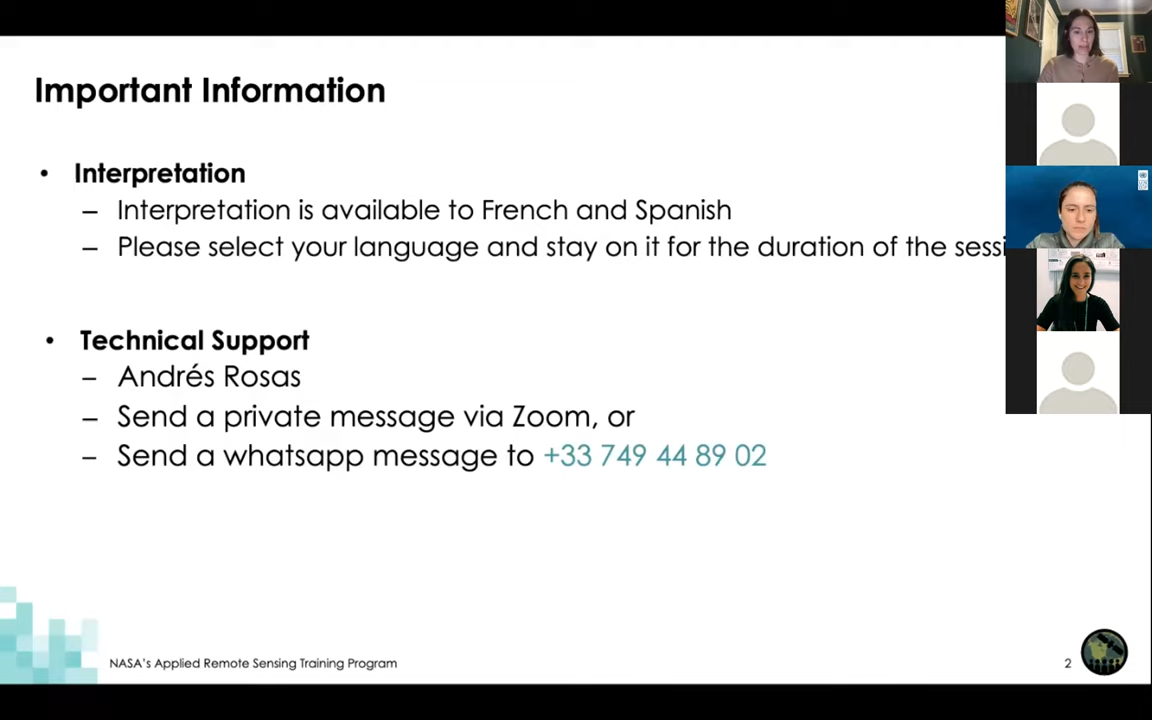 Important Information
• Interpretation
– Interpretation is available to French and Spanish
– Please select your language and stay on it for the duration of the sessi
• Technical Support
– Andrés Rosas
– Send a private message via Zoom, or
– Send a whatsapp message to +33 749 44 89 02
NASA's Applied Remote Sensing Training Program
2